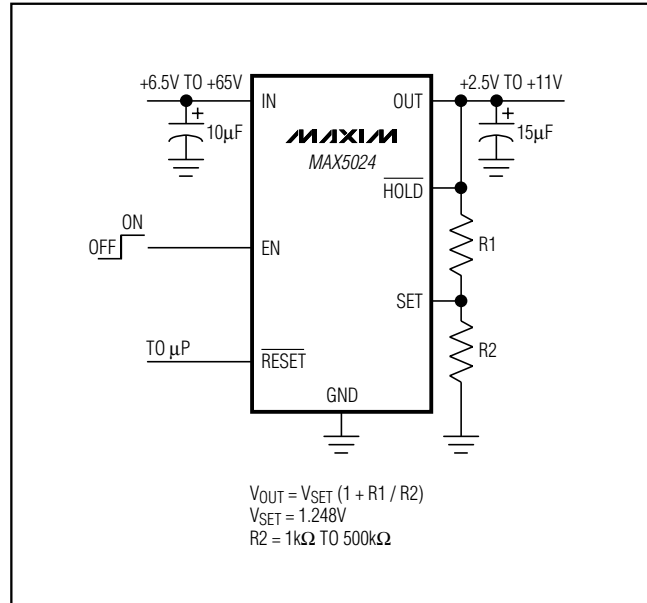 +6.5V TO +65V
+2.5V TO +11V
IN
OUT
+
10μF
MAXIM
MAX5024
+
15μF
HOLD
ON
OFF
EN
R1
SET
TO μP
RESET
R2
GND
VOUT = VSET (1 + R1 / R2)
VSET = 1.248V
R2 = 1kΩ TO 500kΩ